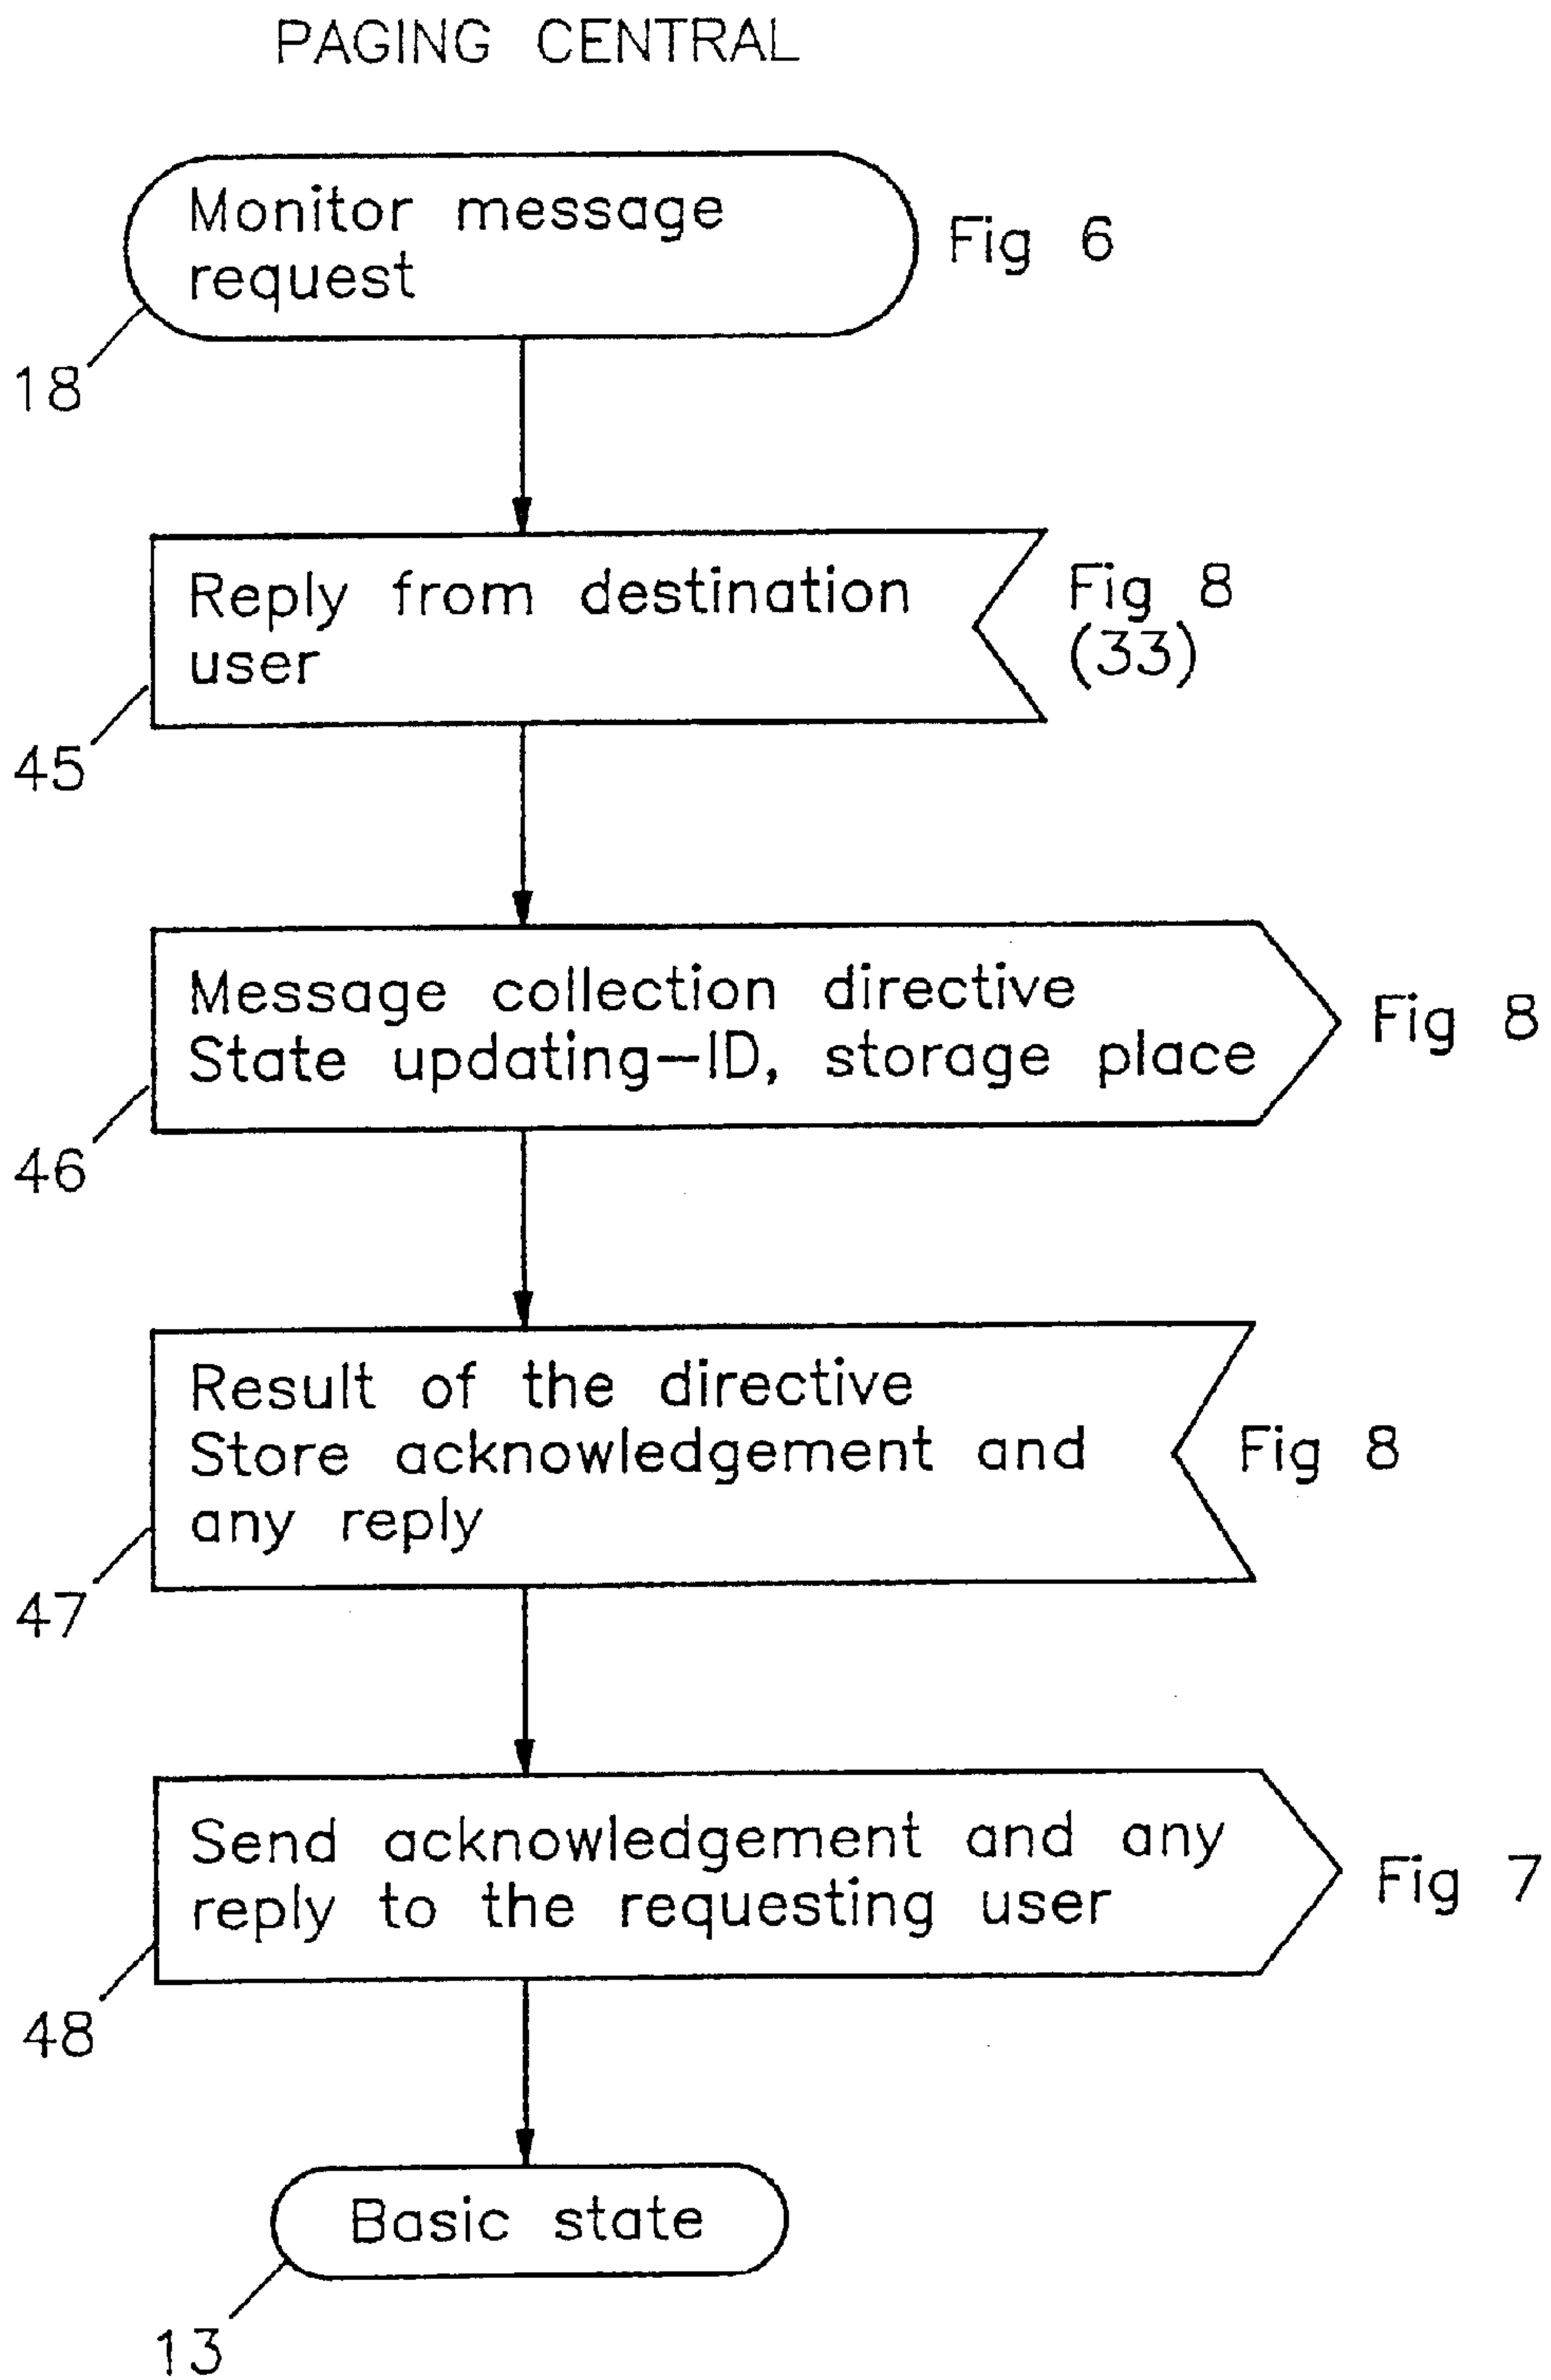 PAGING CENTRAL
Monitor message
request
Fig 6
18
Reply from destination
user
Fig 8
(33)
45
Message collection directive
State updating-ID, storage place
Fig 8
46
Result of the directive
Store acknowledgement and
any reply
Fig 8
47
Send acknowledgement and any
reply to the requesting user
Fig 7
48
Basic state
13